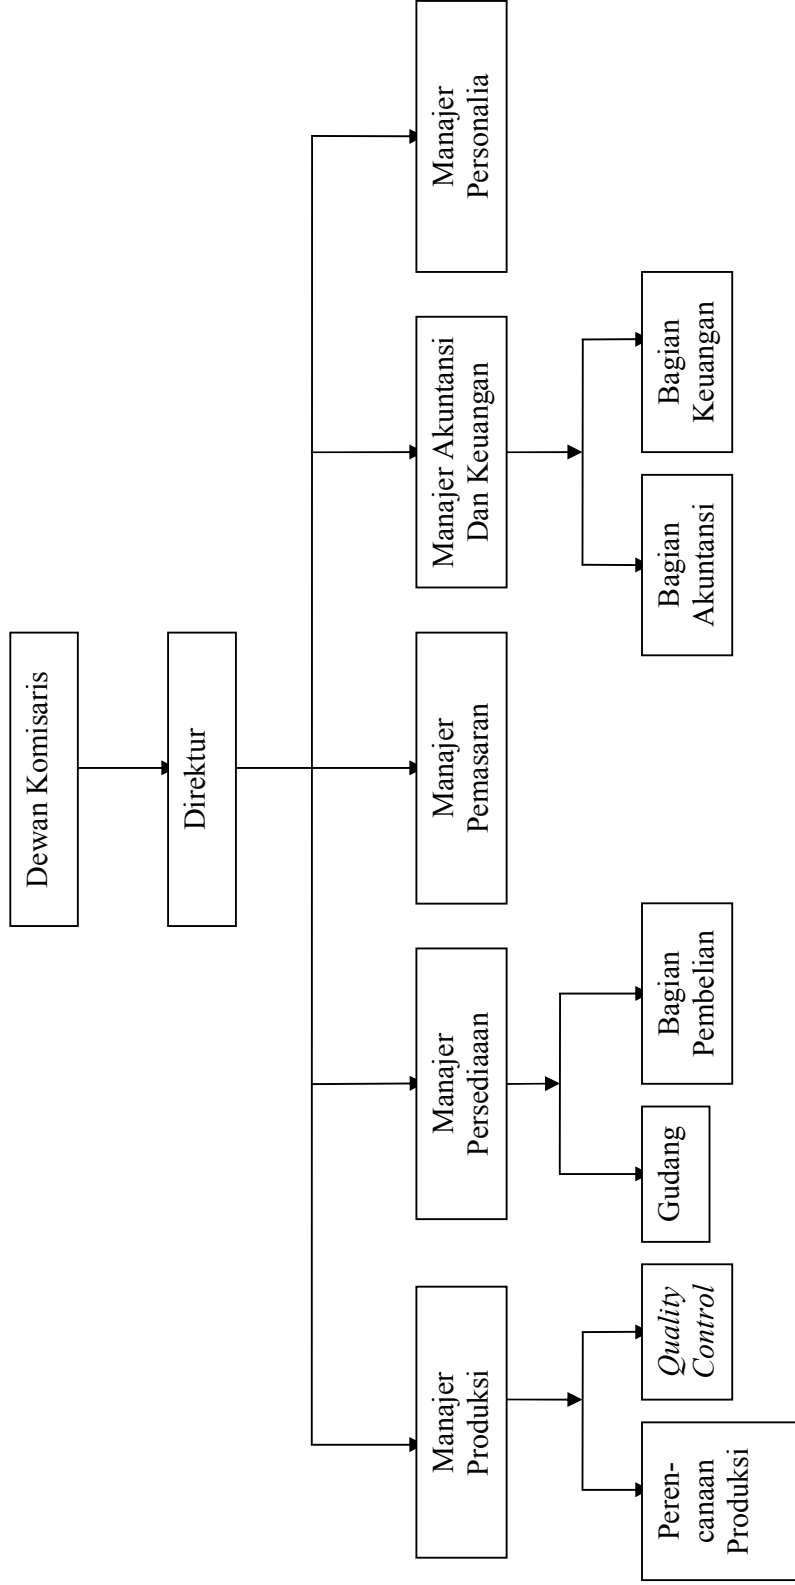 Dewan Komisaris
Direktur
Manajer
Produksi
Manajer
Persediaaan
Manajer
Pemasaran
Manajer Akuntansi
Dan Keuangan
Manajer
Personalia
Peren-
canaan
Produksi
Quality
Control
Gudang
Bagian
Pembelian
Bagian
Akuntansi
Bagian
Keuangan